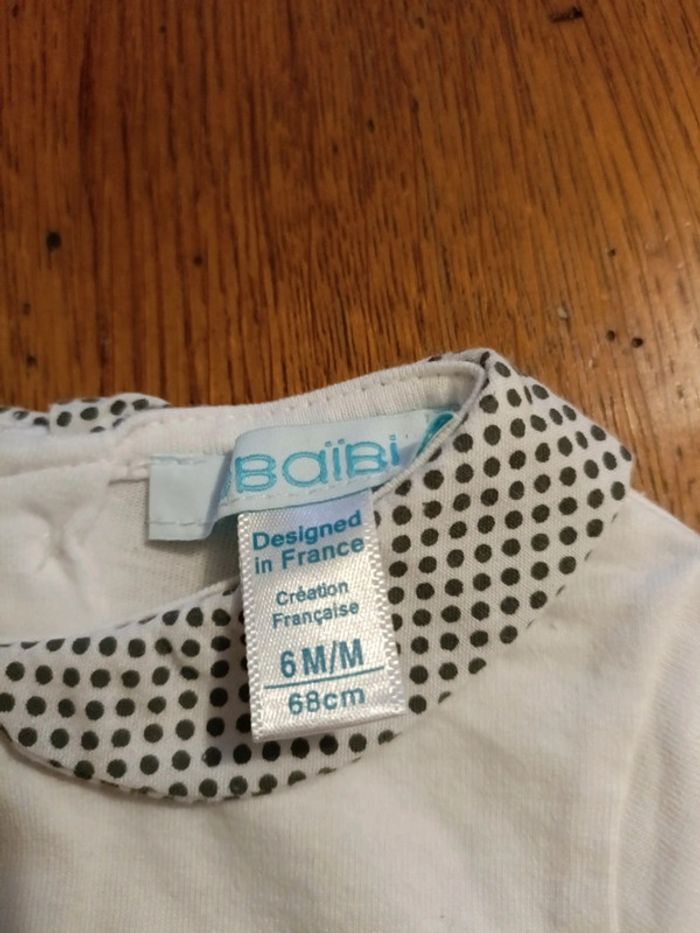 BaïBi
Designed
in France
Création
Française
6 M/M
68cm